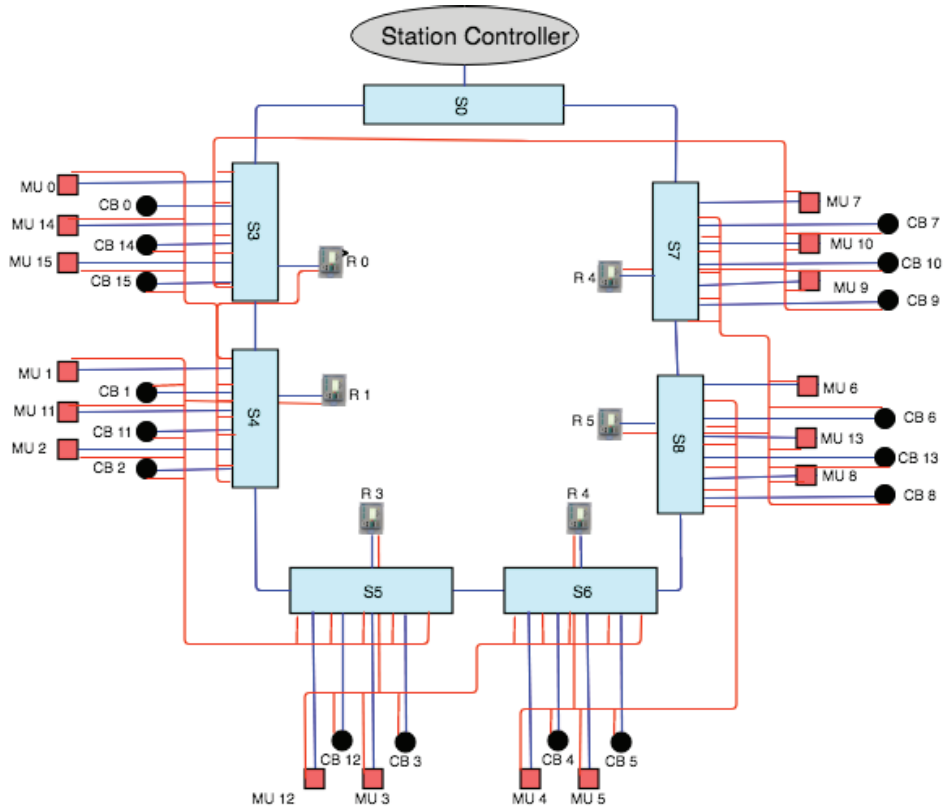 Station Controller
S0
MU 0
CB 0
MU 14
CB 14
MU 15
CB 15
S3
R 0
MU 7
CB 7
MU 10
CB 10
MU 9
CB 9
S7
R 4
MU 1
CB 1
MU 11
CB 11
MU 2
CB 2
S4
R 1
MU 6
CB 6
MU 13
CB 13
MU 8
CB 8
S8
R 5
R 3
R 4
S5
S6
CB 12
CB 3
CB 4
CB 5
MU 12
MU 3
MU 4
MU 5